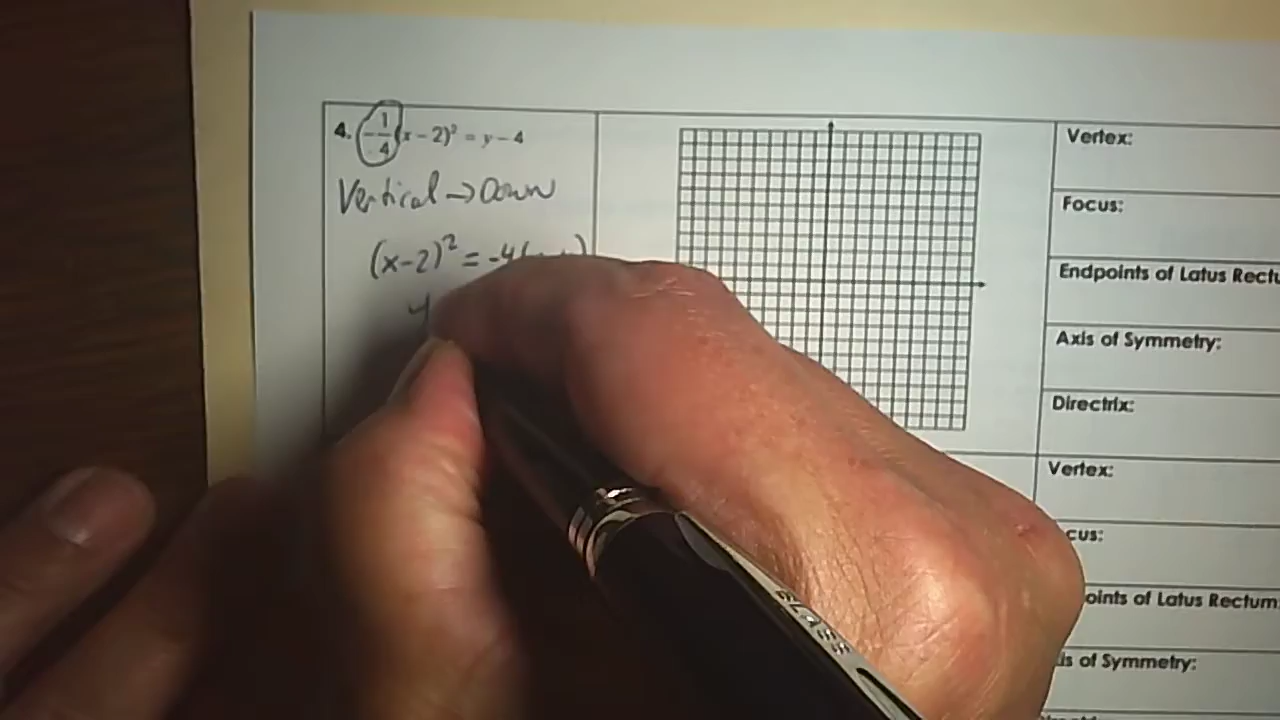 4. -1/4(x - 2)² = y - 4
Vertical → Down
(x-2)² = -4(
4
Vertex:
Focus:
Endpoints of Latus Rectu
Axis of Symmetry:
Directrix:
Vertex:
cus:
oints of Latus Rectum:
is of Symmetry: